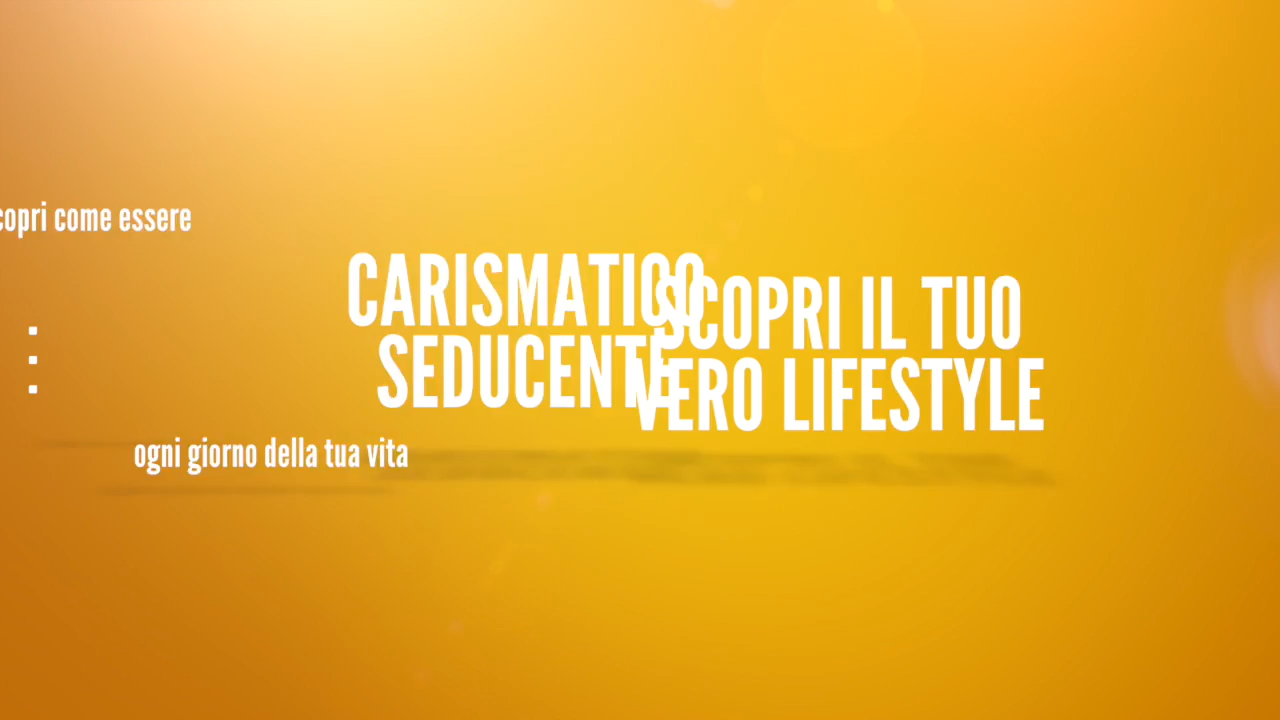 copri come essere
CARISMATICO
SEDUCENTE
SCOPRI IL TUO
VERO LIFESTYLE
ogni giorno della tua vita